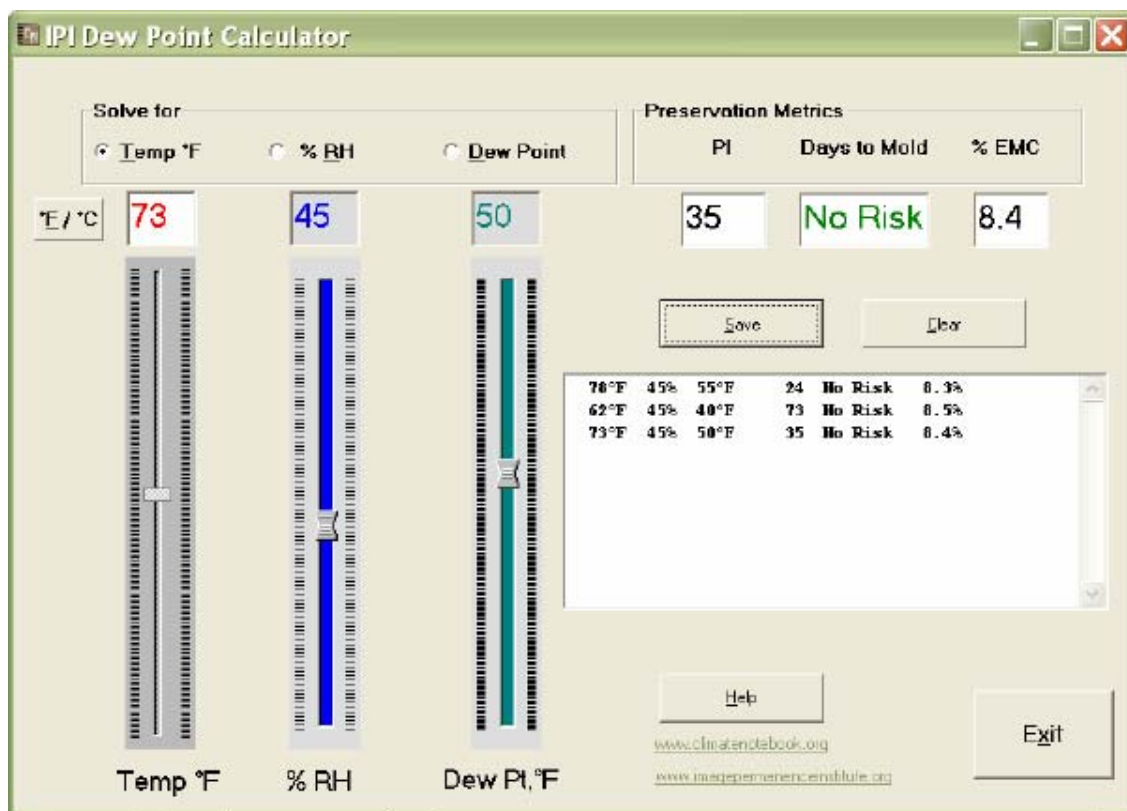 IPI Dew Point Calculator
Solve for
Temp °F % RH Dew Point
Preservation Metrics
PI Days to Mold % EMC
°F / °C 73 45 50 35 No Risk 8.4
Save Clear
78°F 45% 55°F 24 No Risk 8.3%
62°F 45% 40°F 73 No Risk 8.5%
73°F 45% 50°F 35 No Risk 8.4%
Help
Exit
www.climatenotebook.org
www.imagepermanenceinstitute.org
Temp °F % RH Dew Pt,°F